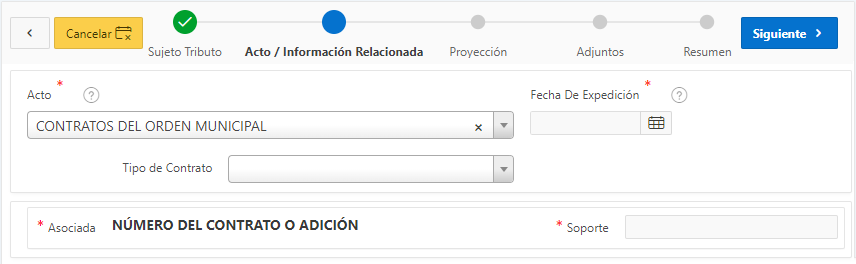 Cancelar
Siguiente
Sujeto Tributo
Acto / Información Relacionada
Proyección
Adjuntos
Resumen
Acto * ?
Fecha De Expedición * ?
CONTRATOS DEL ORDEN MUNICIPAL ×
Tipo de Contrato
* Asociada NÚMERO DEL CONTRATO O ADICIÓN
* Soporte